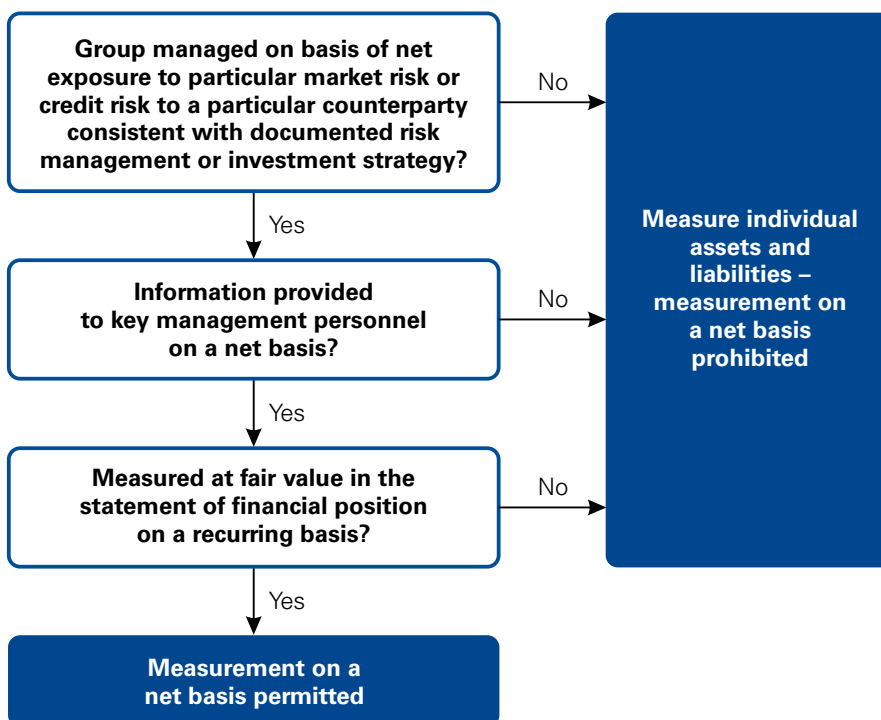 Group managed on basis of net
exposure to particular market risk or
credit risk to a particular counterparty
consistent with documented risk
management or investment strategy?
No
Yes
Information provided
to key management personnel
on a net basis?
No
Yes
Measured at fair value in the
statement of financial position
on a recurring basis?
No
Yes
Measurement on a
net basis permitted
Measure individual
assets and
liabilities –
measurement on
a net basis
prohibited